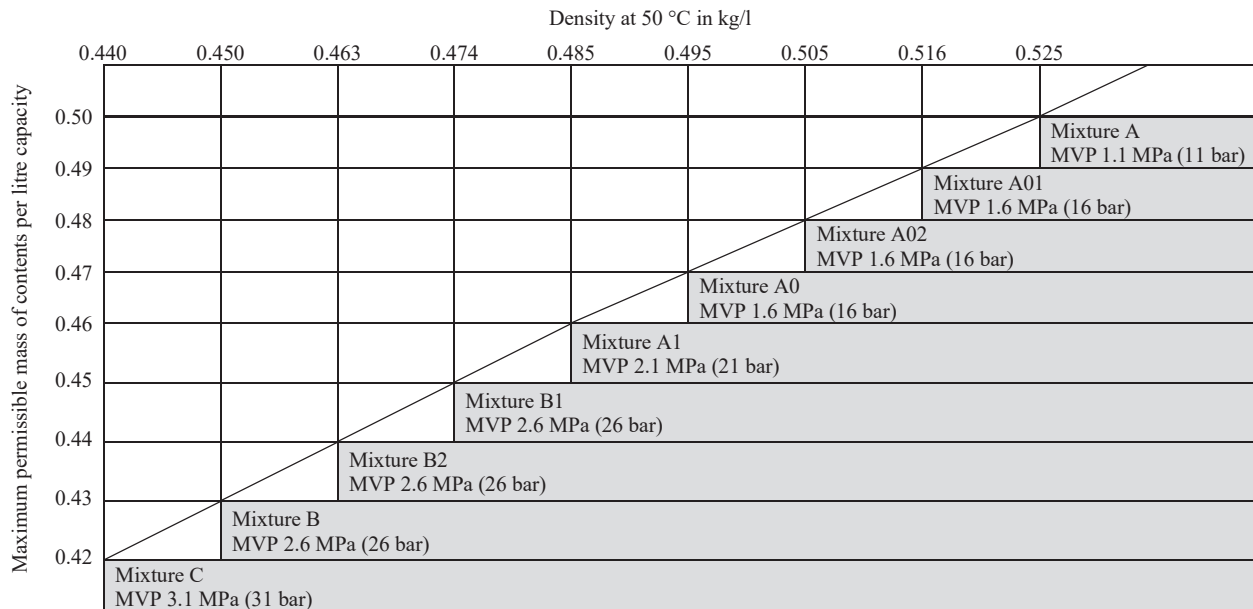 Density at 50 °C in kg/l
0.440 0.450 0.463 0.474 0.485 0.495 0.505 0.516 0.525
Maximum permissible mass of contents per litre capacity
0.50
Mixture A
MVP 1.1 MPa (11 bar)
0.49
Mixture A01
MVP 1.6 MPa (16 bar)
0.48
Mixture A02
MVP 1.6 MPa (16 bar)
0.47
Mixture A0
MVP 1.6 MPa (16 bar)
0.46
Mixture A1
MVP 2.1 MPa (21 bar)
0.45
Mixture B1
MVP 2.6 MPa (26 bar)
0.44
Mixture B2
MVP 2.6 MPa (26 bar)
0.43
Mixture B
MVP 2.6 MPa (26 bar)
0.42
Mixture C
MVP 3.1 MPa (31 bar)